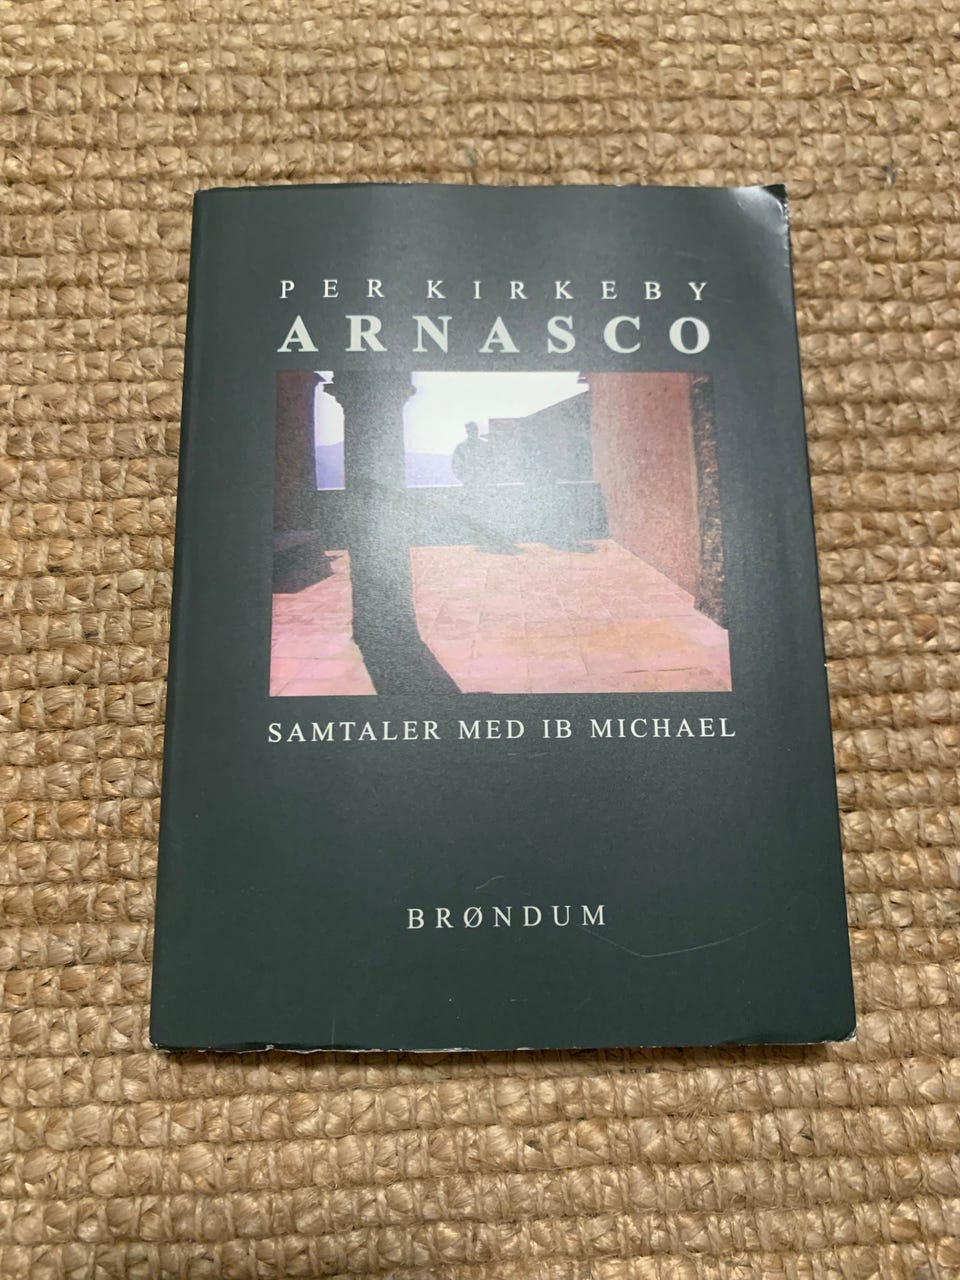 PER KIRKEBY
ARNASCO
SAMTALER MED IB MICHAEL
BRØNDUM